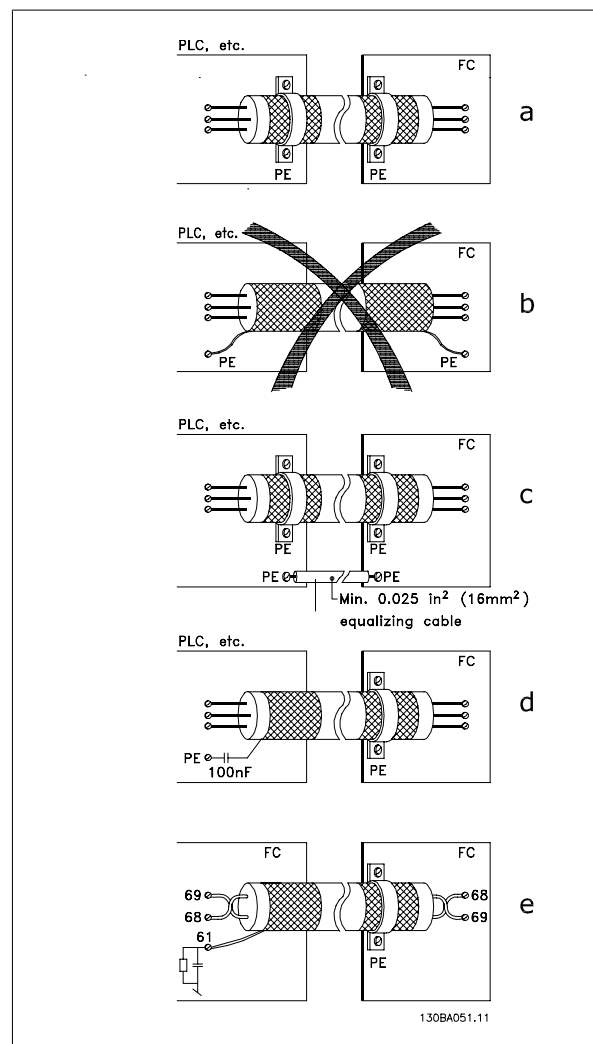 PLC, etc.
FC
a
PE PE
PLC, etc.
FC
b
PE PE
PLC, etc.
FC
c
PE PE
PE PE
Min. 0.025 in² (16mm²)
equalizing cable
PLC, etc.
FC
d
PE
100nF
PE
FC FC
69 68
e
68 69
61
PE
130BA051.11